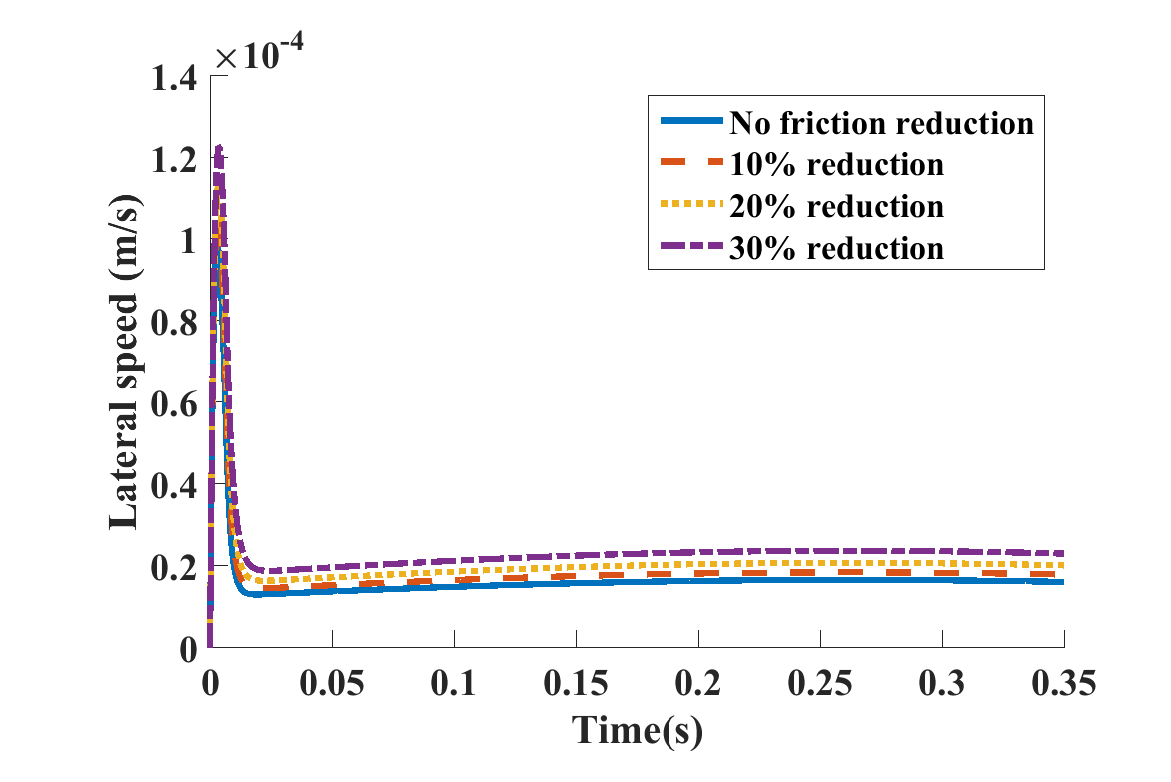 ×10-4
1.4
1.2
1
0.8
0.6
0.4
0.2
0
Lateral speed (m/s)
No friction reduction
10% reduction
20% reduction
30% reduction
0 0.05 0.1 0.15 0.2 0.25 0.3 0.35
Time(s)